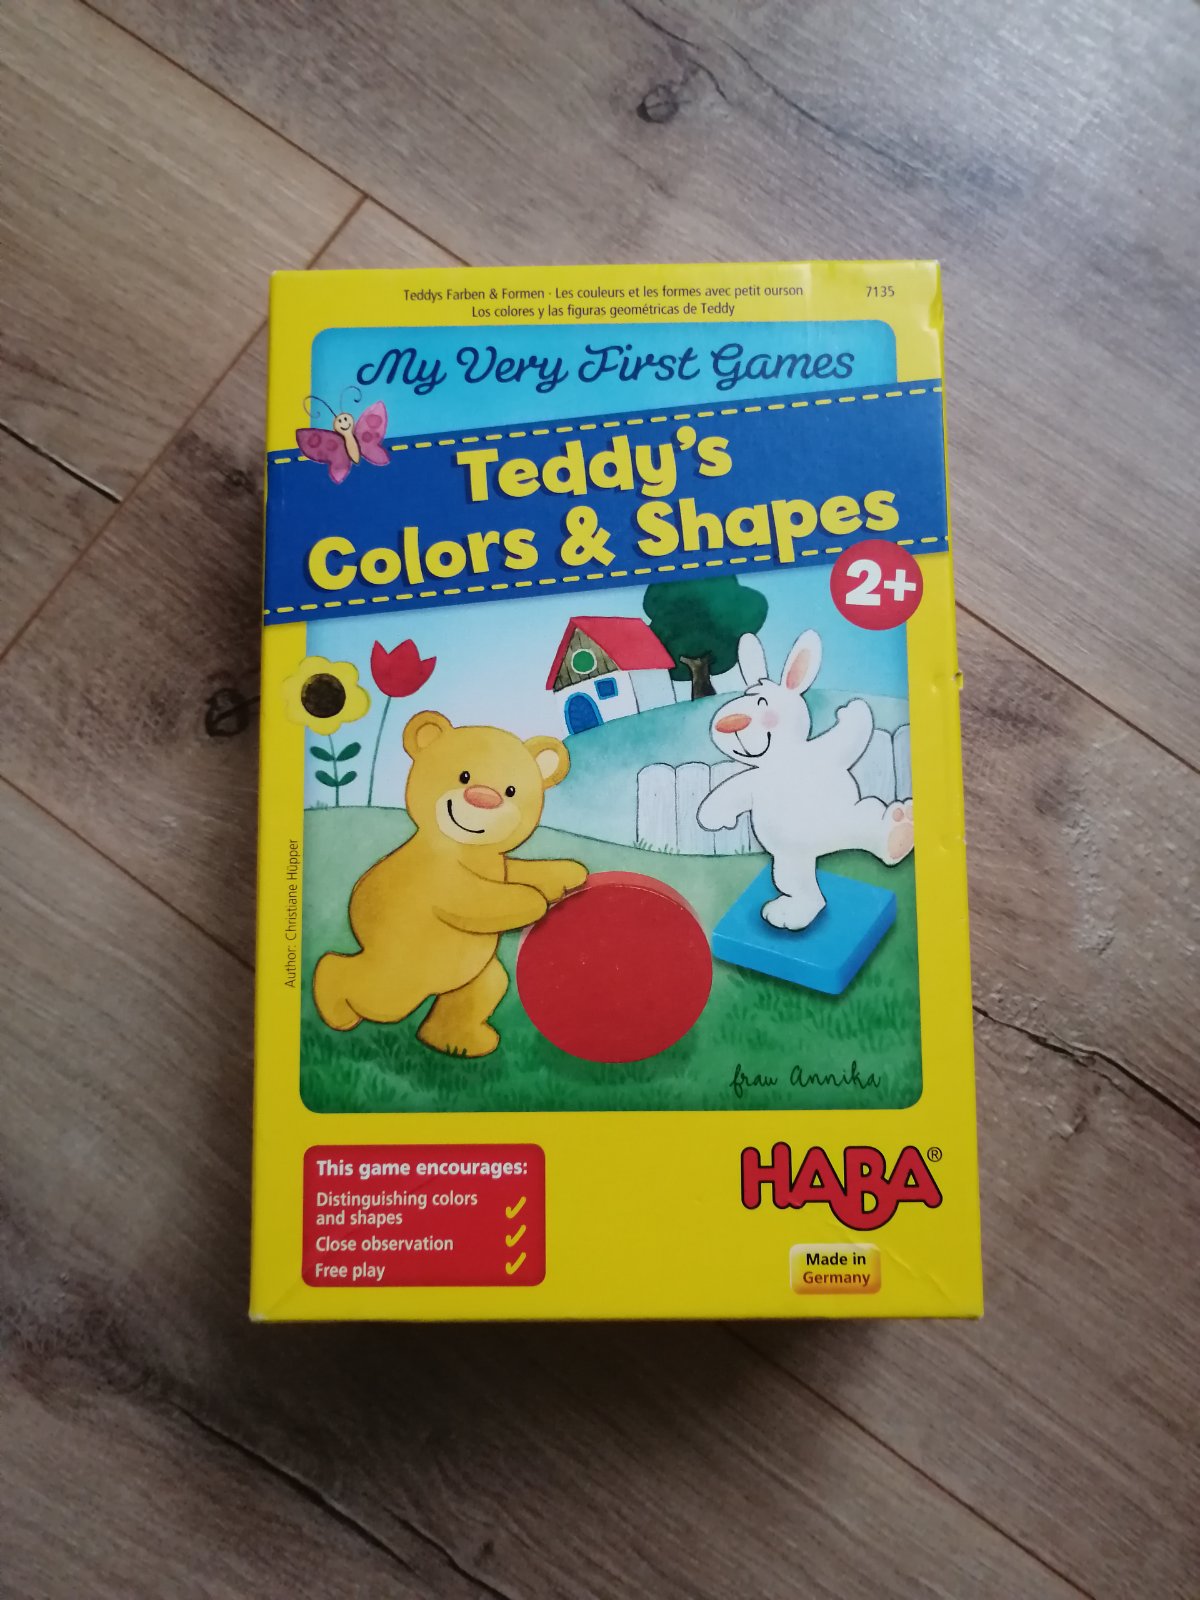 Teddys Farben & Formen · Les couleurs et les formes avec petit ourson
7135
Los colores y las figuras geométricas de Teddy
My Very First Games
Teddy's
Colors & Shapes
2+
Author: Christiane Hüpper
frau Annika
This game encourages:
Distinguishing colors
and shapes
Close observation
Free play
HABA®
Made in
Germany